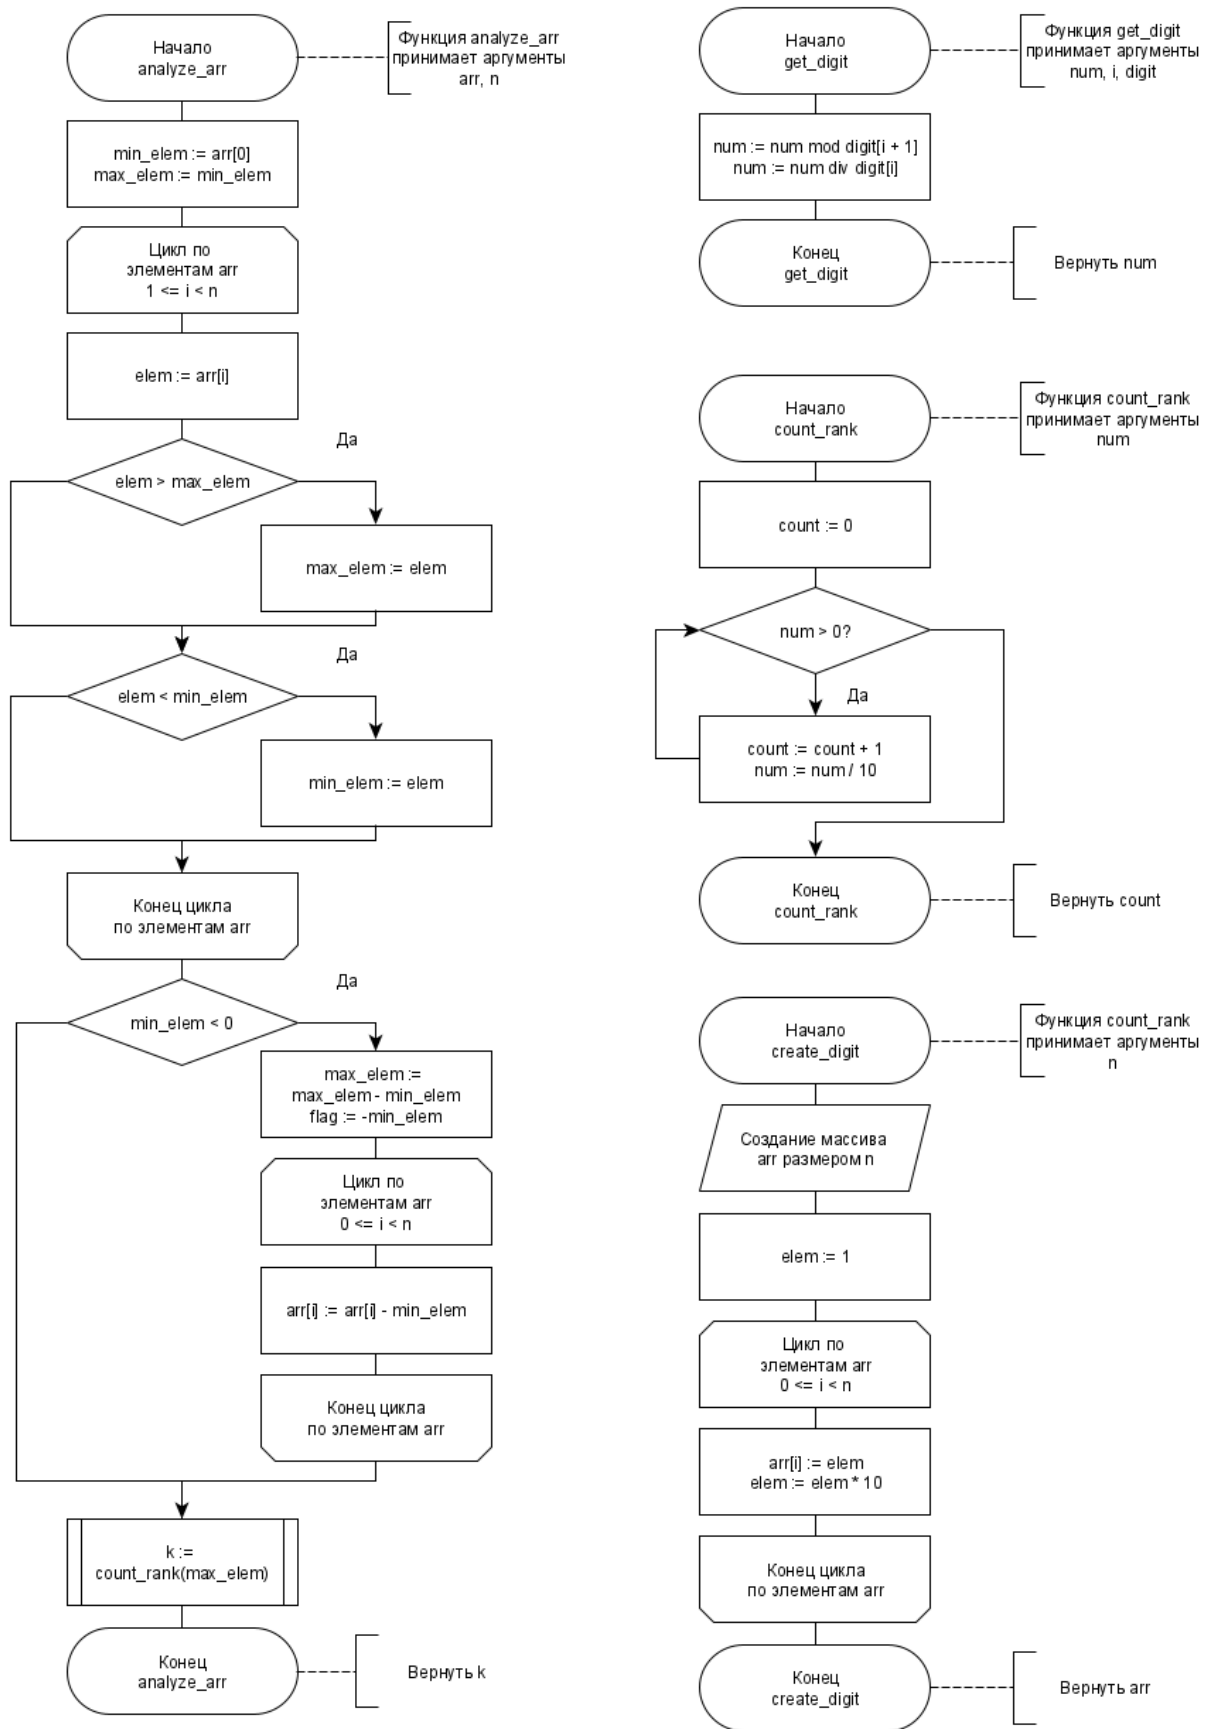 Начало
analyze_arr
Функция analyze_arr
принимает аргументы
arr, n
min_elem := arr[0]
max_elem := min_elem
Цикл по
элементам arr
1 <= i < n
elem := arr[i]
Да
elem > max_elem
max_elem := elem
Да
elem < min_elem
min_elem := elem
Конец цикла
по элементам arr
Да
min_elem < 0
max_elem :=
max_elem - min_elem
flag := -min_elem
Цикл по
элементам arr
0 <= i < n
arr[i] := arr[i] - min_elem
Конец цикла
по элементам arr
k :=
count_rank(max_elem)
Конец
analyze_arr
Вернуть k
Начало
get_digit
Функция get_digit
принимает аргументы
num, i, digit
num := num mod digit[i + 1]
num := num div digit[i]
Конец
get_digit
Вернуть num
Начало
count_rank
Функция count_rank
принимает аргументы
num
count := 0
num > 0?
Да
count := count + 1
num := num / 10
Конец
count_rank
Вернуть count
Начало
create_digit
Функция count_rank
принимает аргументы
n
Создание массива
arr размером n
elem := 1
Цикл по
элементам arr
0 <= i < n
arr[i] := elem
elem := elem * 10
Конец цикла
по элементам arr
Конец
create_digit
Вернуть arr